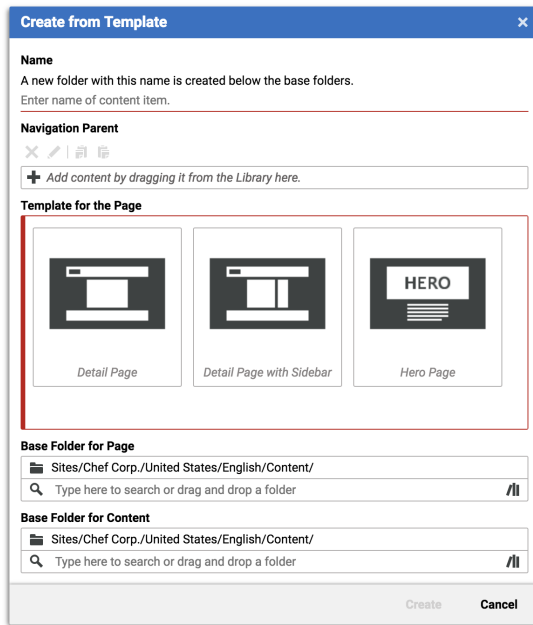 Create from Template
Name
A new folder with this name is created below the base folders.
Enter name of content item.
Navigation Parent
Add content by dragging it from the Library here.
Template for the Page
HERO
Detail Page
Detail Page with Sidebar
Hero Page
Base Folder for Page
Sites/Chef Corp./United States/English/Content/
Type here to search or drag and drop a folder
Base Folder for Content
Sites/Chef Corp./United States/English/Content/
Type here to search or drag and drop a folder
Create
Cancel